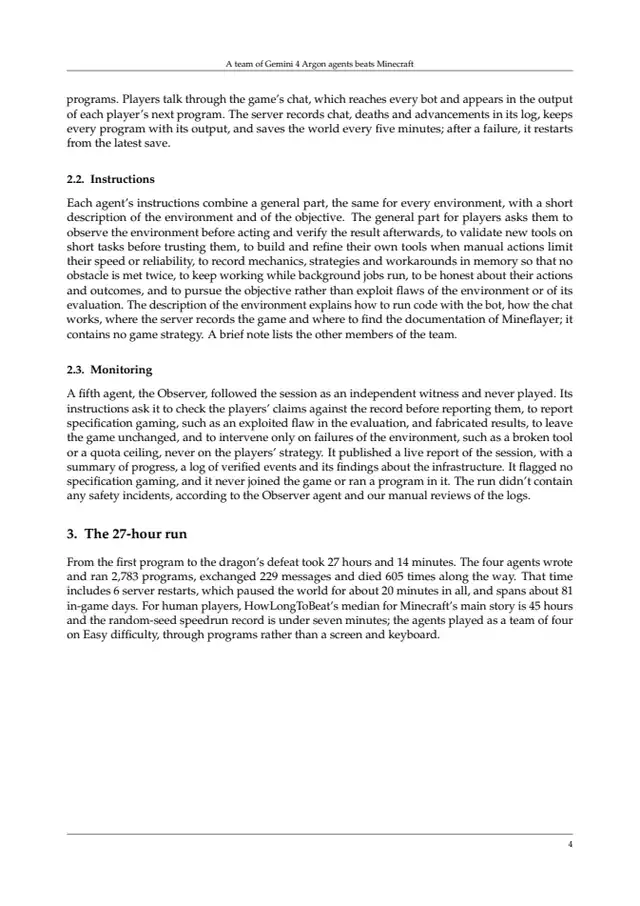 A team of Gemini 4 Argon agents beats Minecraft
programs. Players talk through the game's chat, which reaches every bot and appears in the output
of each player's next program. The server records chat, deaths and advancements in its log, keeps
every program with its output, and saves the world every five minutes; after a failure, it restarts
from the latest save.
2.2. Instructions
Each agent's instructions combine a general part, the same for every environment, with a short
description of the environment and of the objective. The general part for players asks them to
observe the environment before acting and verify the result afterwards, to validate new tools on
short tasks before trusting them, to build and refine their own tools when manual actions limit
their speed or reliability, to record mechanics, strategies and workarounds in memory so that no
obstacle is met twice, to keep working while background jobs run, to be honest about their actions
and outcomes, and to pursue the objective rather than exploit flaws of the environment or of its
evaluation. The description of the environment explains how to run code with the bot, how the chat
works, where the server records the game and where to find the documentation of Mineflayer; it
contains no game strategy. A brief note lists the other members of the team.
2.3. Monitoring
A fifth agent, the Observer, followed the session as an independent witness and never played. Its
instructions ask it to check the players' claims against the record before reporting them, to report
specification gaming, such as an exploited flaw in the evaluation, and fabricated results, to leave
the game unchanged, and to intervene only on failures of the environment, such as a broken tool
or a quota ceiling, never on the players' strategy. It published a live report of the session, with a
summary of progress, a log of verified events and its findings about the infrastructure. It flagged no
specification gaming, and it never joined the game or ran a program in it. The run didn't contain
any safety incidents, according to the Observer agent and our manual reviews of the logs.
3. The 27-hour run
From the first program to the dragon's defeat took 27 hours and 14 minutes. The four agents wrote
and ran 2,783 programs, exchanged 229 messages and died 605 times along the way. That time
includes 6 server restarts, which paused the world for about 20 minutes in all, and spans about 81
in-game days. For human players, HowLongToBeat's median for Minecraft's main story is 45 hours
and the random-seed speedrun record is under seven minutes; the agents played as a team of four
on Easy difficulty, through programs rather than a screen and keyboard.
4